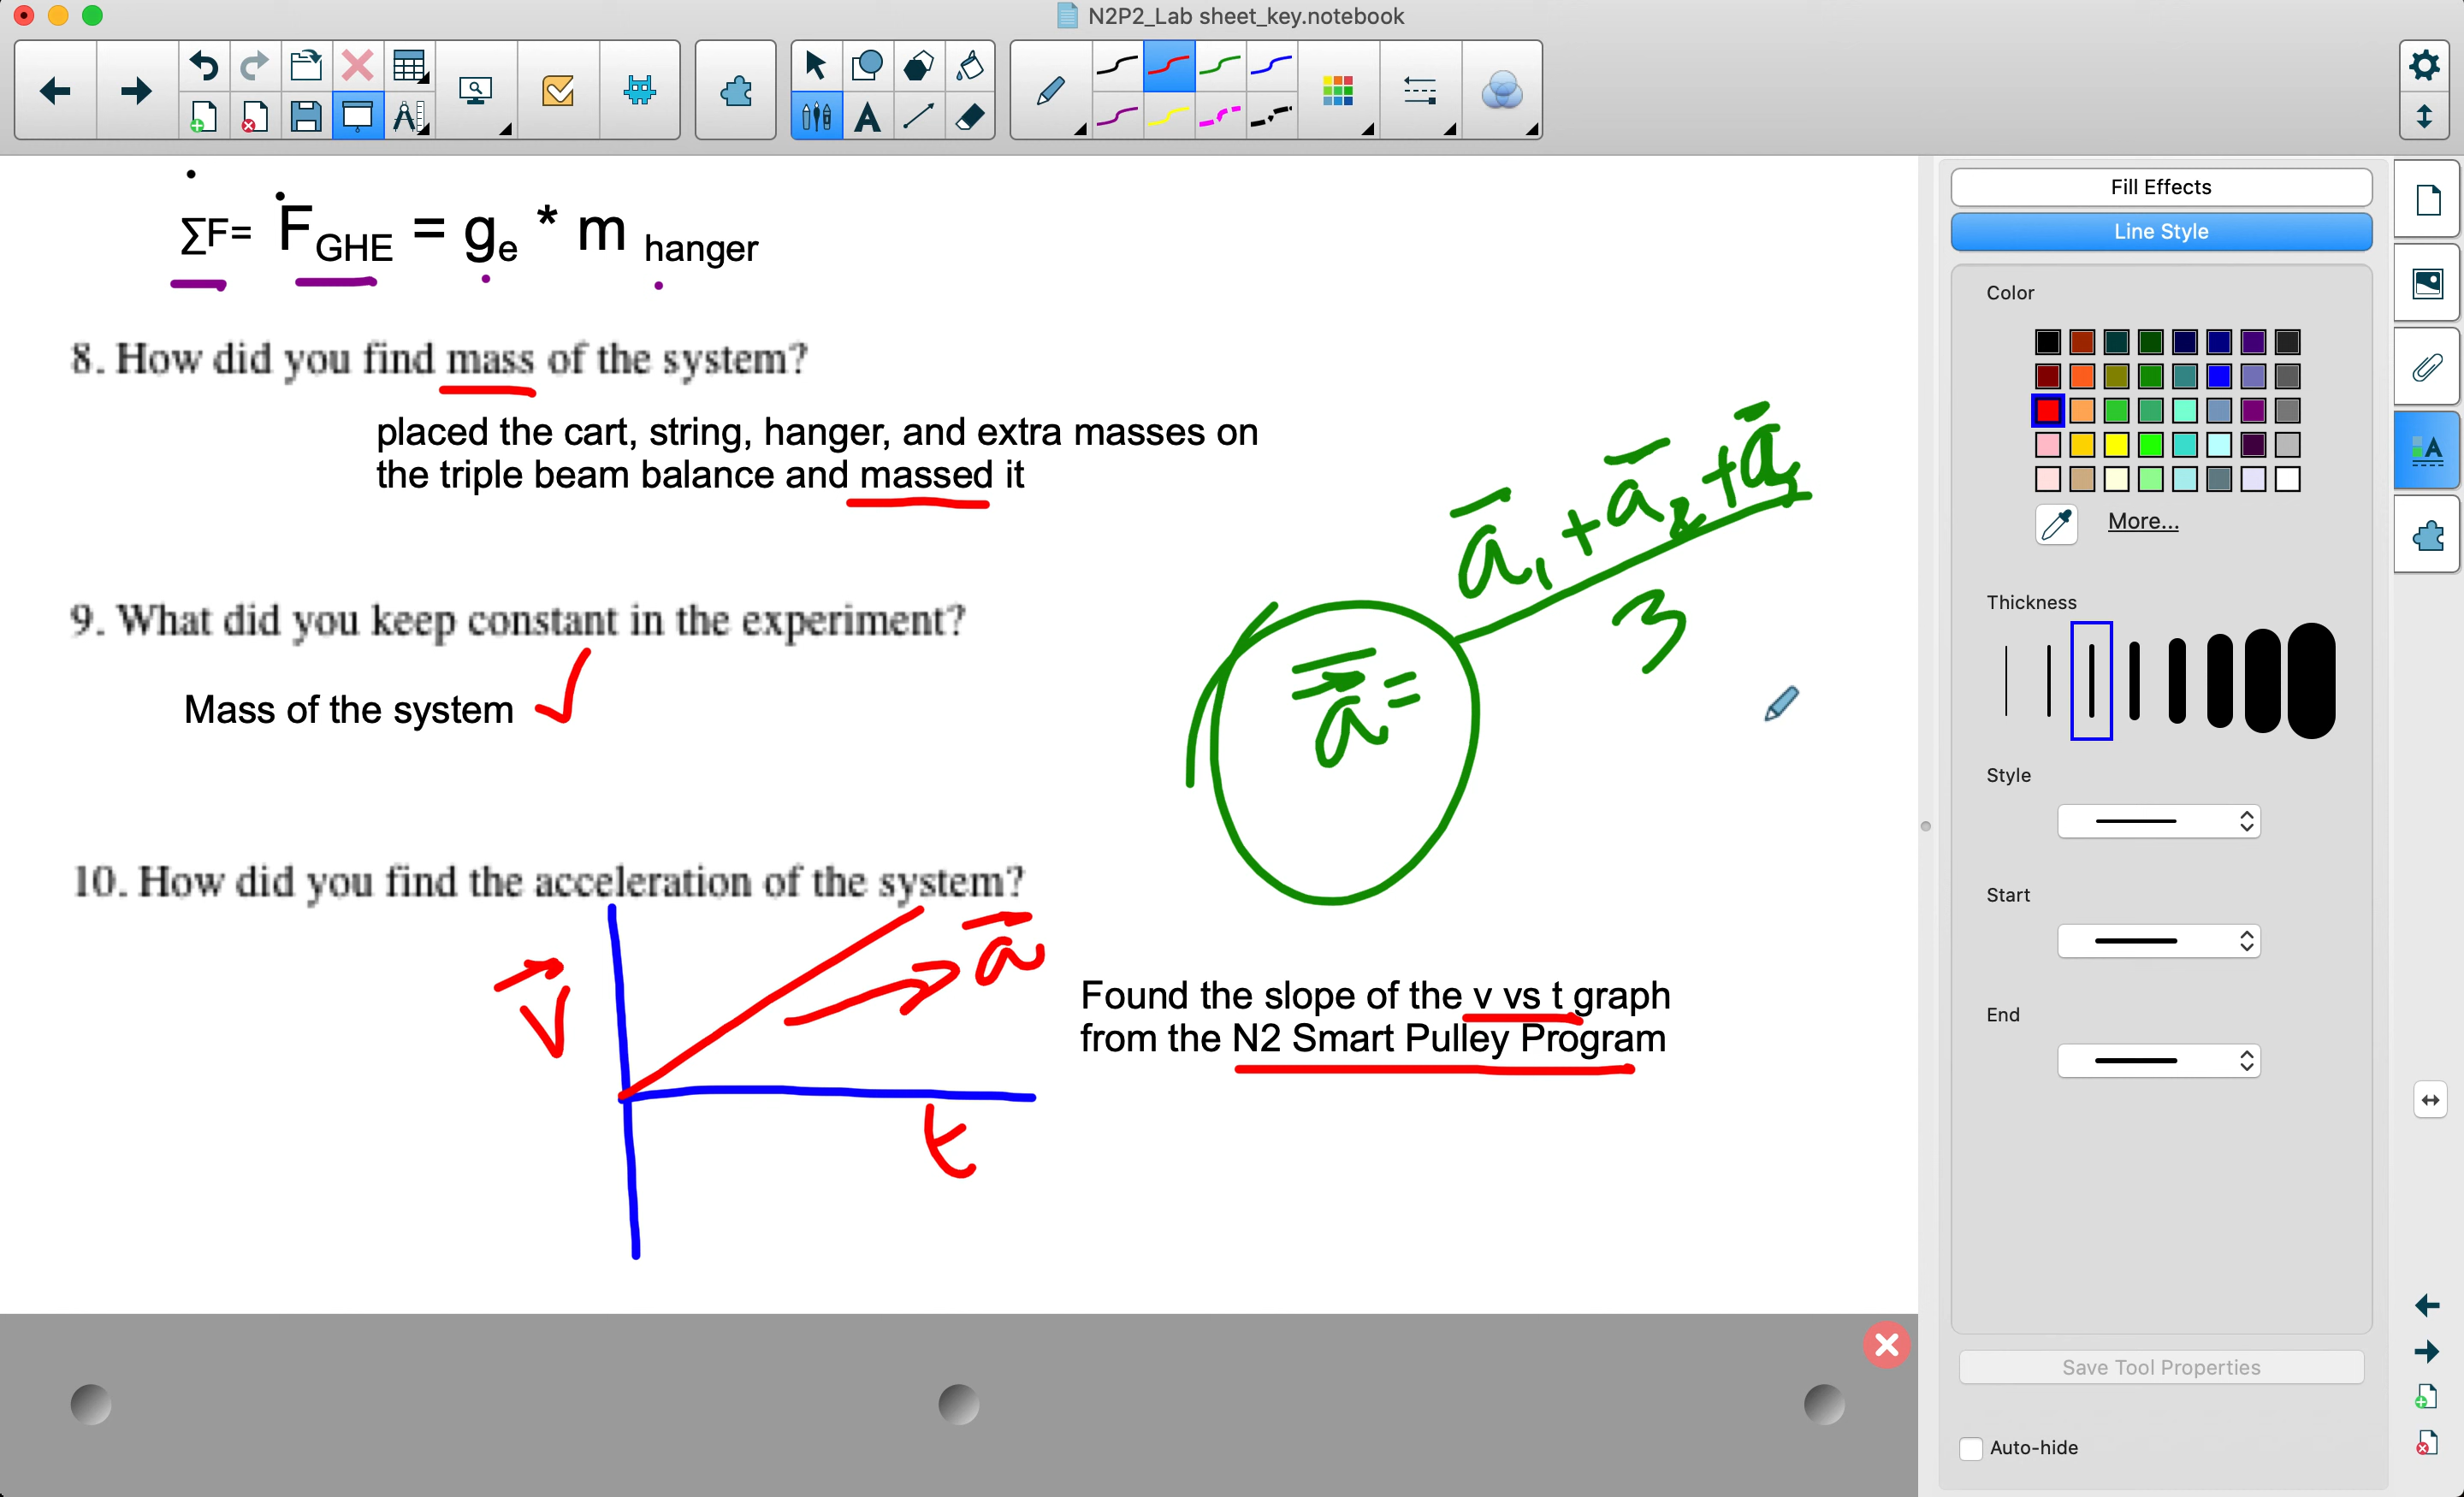 N2P2_Lab sheet_key.notebook
ΣF= F GHE = ge * m hanger
8. How did you find mass of the system?
placed the cart, string, hanger, and extra masses on
the triple beam balance and massed it
a1 + a2 + a3
3
9. What did you keep constant in the experiment?
a =
Mass of the system
10. How did you find the acceleration of the system?
a
v
Found the slope of the v vs t graph
from the N2 Smart Pulley Program
t
Fill Effects
Line Style
Color
More...
Thickness
Style
Start
End
Save Tool Properties
Auto-hide